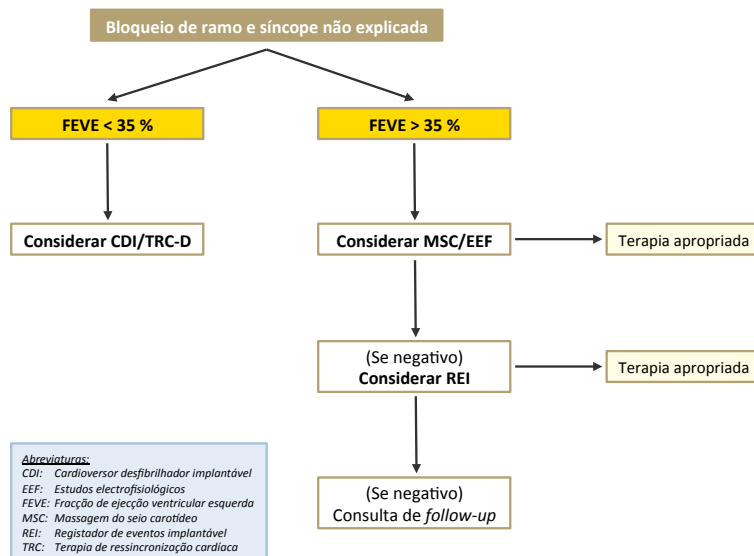 Bloqueio de ramo e síncope não explicada
FEVE < 35 %
FEVE > 35 %
Considerar CDI/TRC-D
Considerar MSC/EEF
Terapia apropriada
(Se negativo)
Considerar REI
Terapia apropriada
(Se negativo)
Consulta de follow-up
Abreviaturas:
CDI: Cardioversor desfibrilhador implantável
EEF: Estudos electrofisiológicos
FEVE: Fracção de ejecção ventricular esquerda
MSC: Massagem do seio carotídeo
REI: Registador de eventos implantável
TRC: Terapia de ressincronização cardíaca